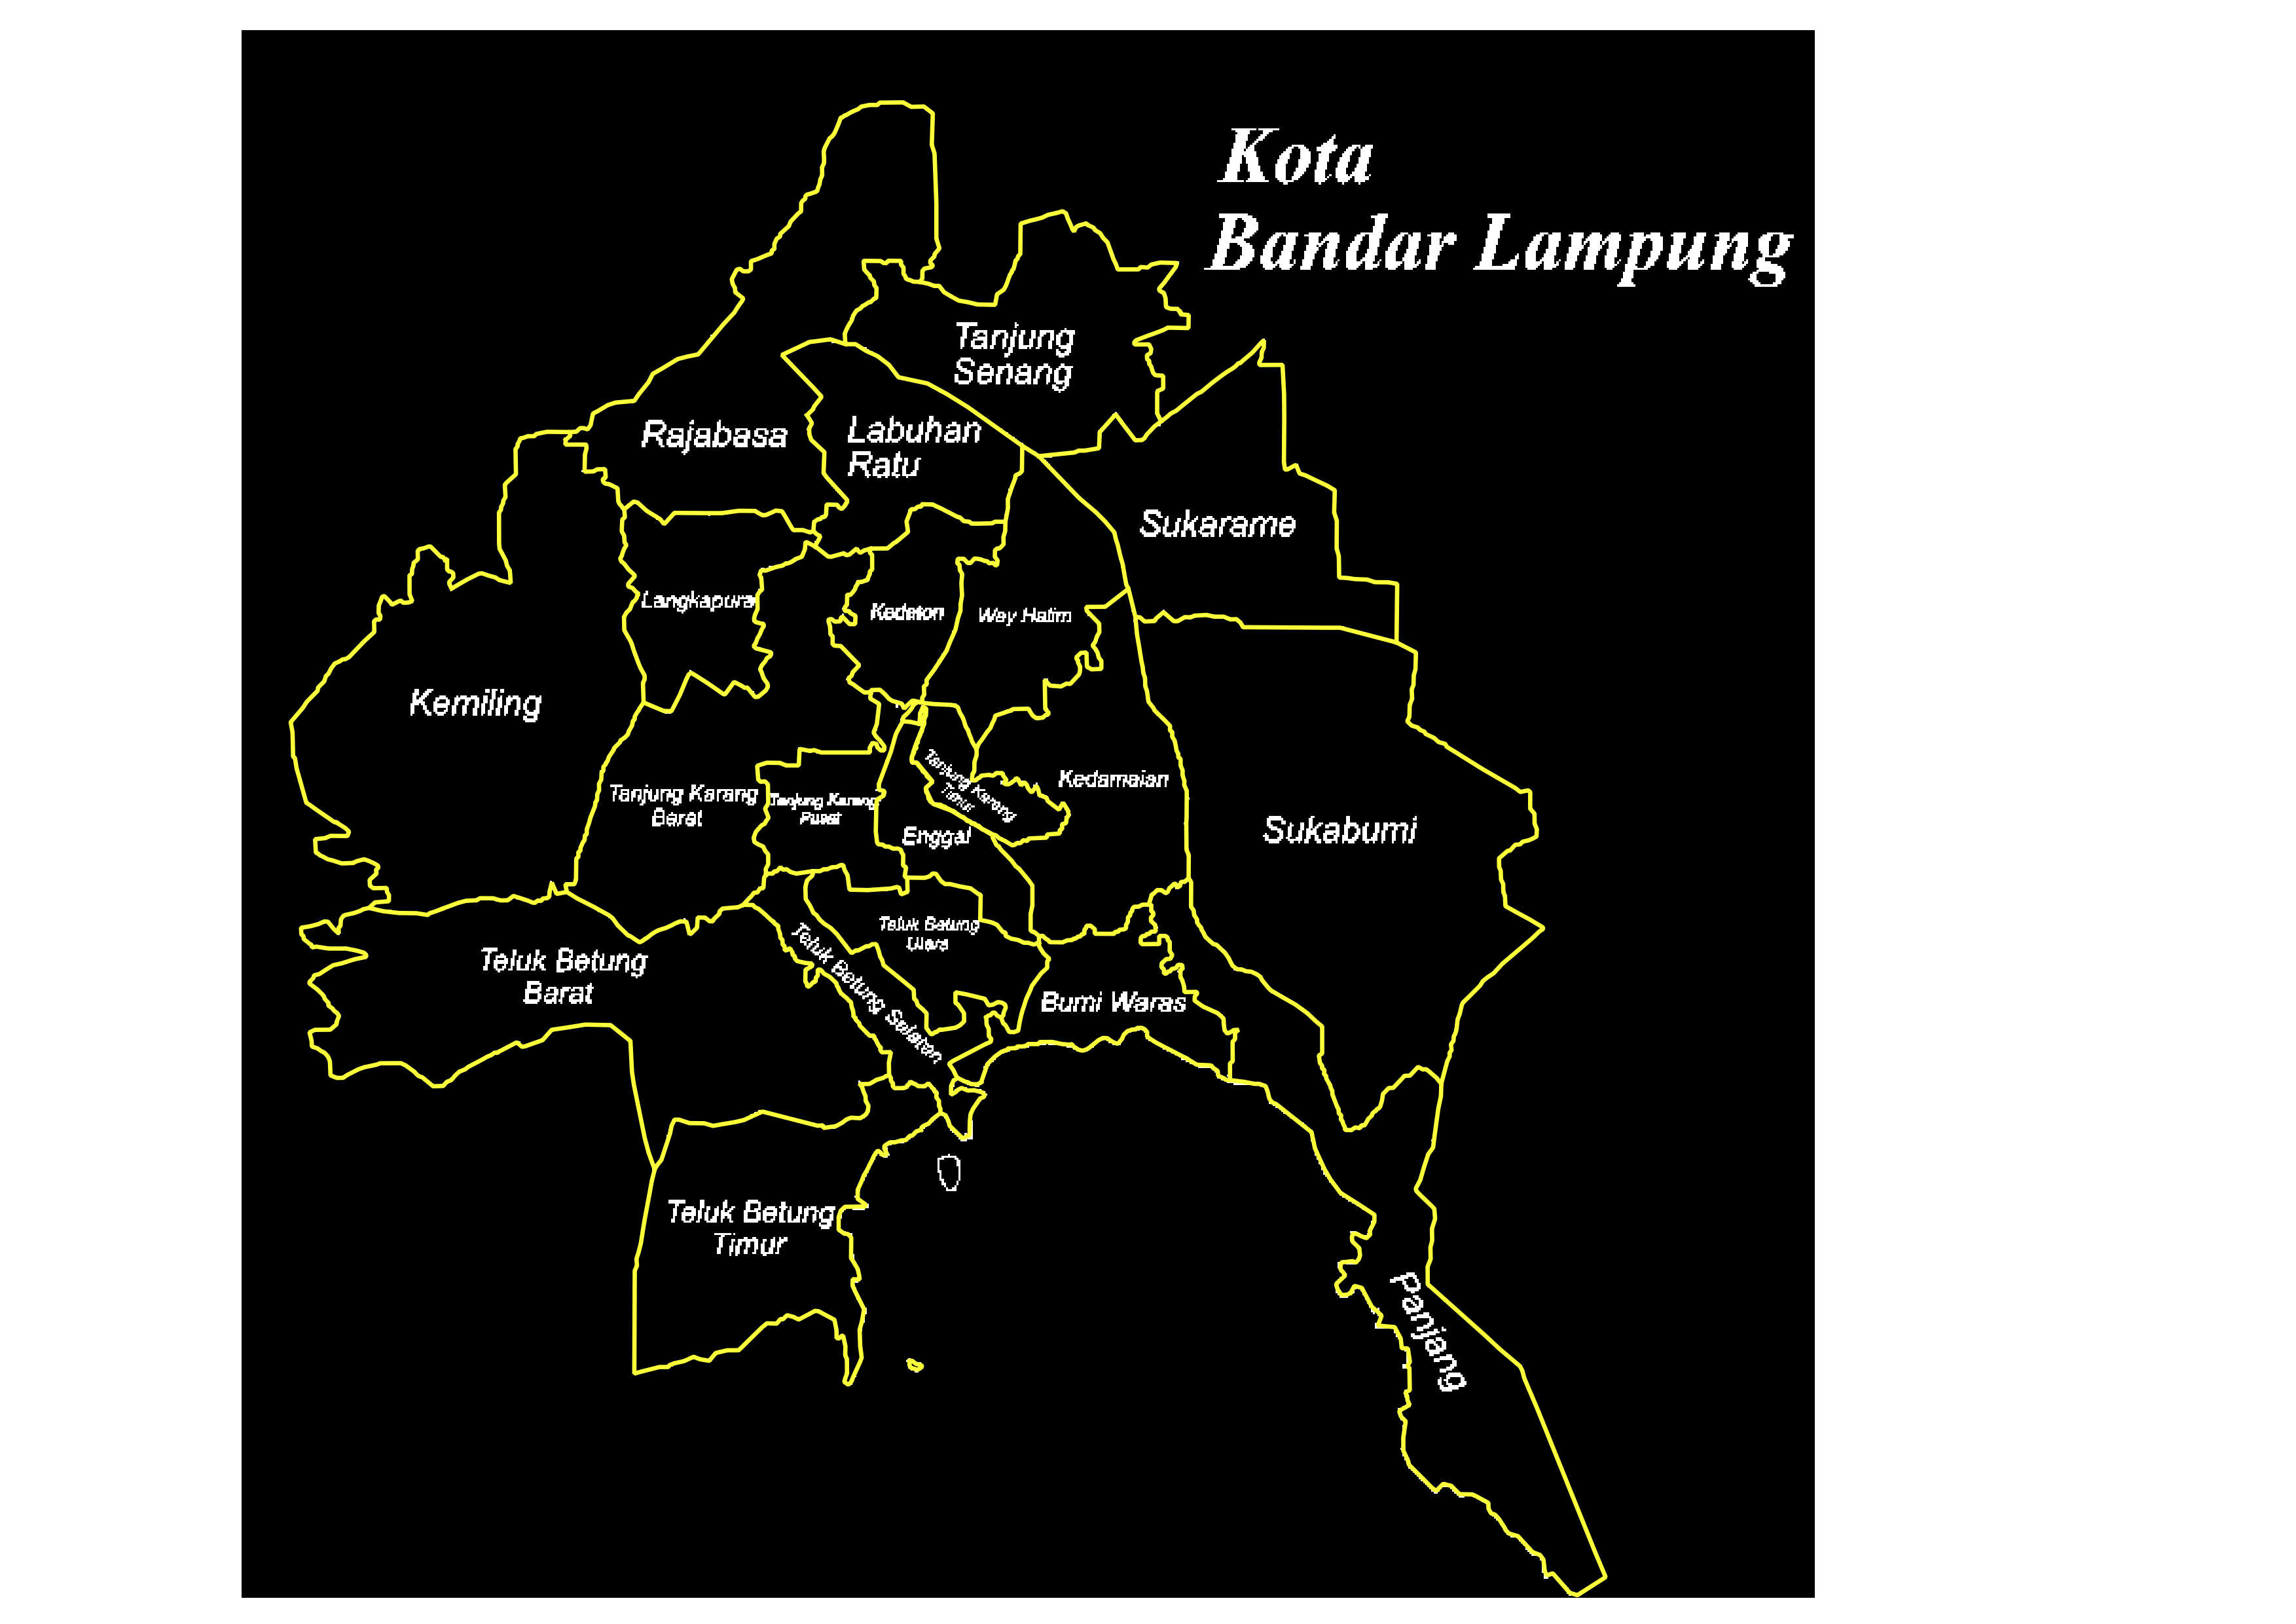 Kota
Bandar Lampung
Tanjung
Senang
Rajabasa
Labuhan
Ratu
Sukarame
Langkapura
Kedaton
Way Halim
Kemiling
Tanjung Karang
Barat
Tanjung Karang
Pusat
Tanjung Karang
Timur
Kedamaian
Enggal
Sukabumi
Teluk Betung
Utara
Teluk Betung
Barat
Teluk Betung Selatan
Bumi Waras
Teluk Betung
Timur
Panjang